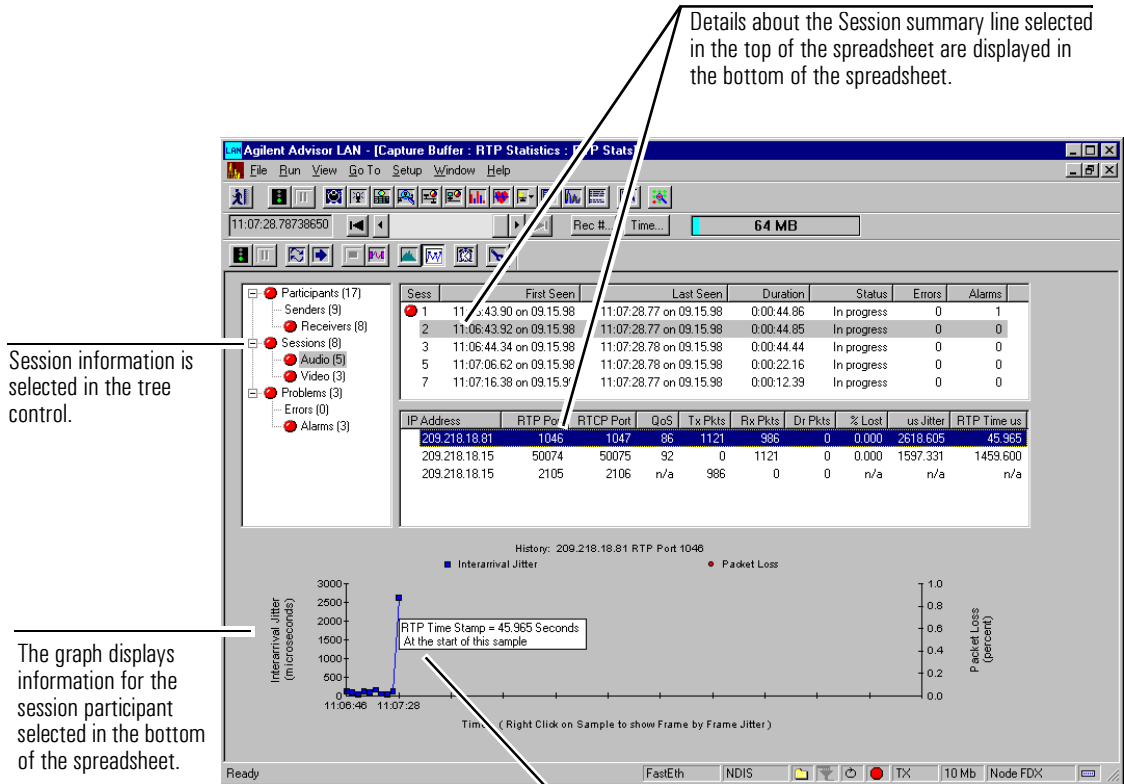 Details about the Session summary line selected
in the top of the spreadsheet are displayed in
the bottom of the spreadsheet.
LAN Agilent Advisor LAN - [Capture Buffer : RTP Statistics : P Stats]
File Run View Go To Setup Window Help
11:07:28.78738650 Rec #... Time... 64 MB
Participants (17)
Senders (9)
Receivers (8)
Sessions (8)
Audio (5)
Video (3)
Problems (3)
Errors (0)
Alarms (3)
Session information is
selected in the tree
control.
Sess First Seen Last Seen Duration Status Errors Alarms
1 11:06:43.90 on 09.15.98 11:07:28.77 on 09.15.98 0:00:44.86 In progress 0 1
2 11:06:43.92 on 09.15.98 11:07:28.77 on 09.15.98 0:00:44.85 In progress 0 0
3 11:06:44.34 on 09.15.98 11:07:28.78 on 09.15.98 0:00:44.44 In progress 0 0
5 11:07:06.62 on 09.15.98 11:07:28.78 on 09.15.98 0:00:22.16 In progress 0 0
7 11:07:16.38 on 09.15.98 11:07:28.77 on 09.15.98 0:00:12.39 In progress 0 0
IP Address RTP Port RTCP Port QoS Tx Pkts Rx Pkts Dr Pkts % Lost us Jitter RTP Time us
209.218.18.81 1046 1047 86 1121 986 0 0.000 2618.605 45.965
209.218.18.15 50074 50075 92 0 1121 0 0.000 1597.331 1459.600
209.218.18.15 2105 2106 n/a 986 0 0 n/a n/a n/a
History: 209.218.18.81 RTP Port 1046
Interarrival Jitter Packet Loss
Interarrival Jitter
(microseconds)
3000
2500
2000
1500
1000
500
0
RTP Time Stamp = 45.965 Seconds
At the start of this sample
1.0
0.8
0.6
0.4
0.2
0.0
Packet Loss
(percent)
11:06:46 11:07:28
Time ( Right Click on Sample to show Frame by Frame Jitter )
The graph displays
information for the
session participant
selected in the bottom
of the spreadsheet.
Ready FastEth NDIS TX 10 Mb Node FDX